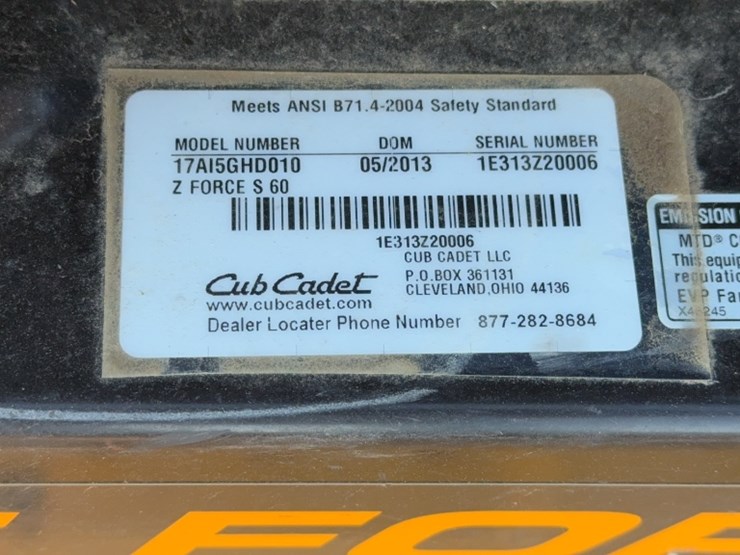 Meets ANSI B71.4-2004 Safety Standard
MODEL NUMBER DOM SERIAL NUMBER
17AI5GHD010 05/2013 1E313Z20006
Z FORCE S 60
1E313Z20006
CUB CADET LLC
P.O.BOX 361131
CLEVELAND,OHIO 44136
Cub Cadet
www.cubcadet.com
Dealer Locater Phone Number 877-282-8684
EMISSION
MTD® C
This equip
regulatio
EVP Fa